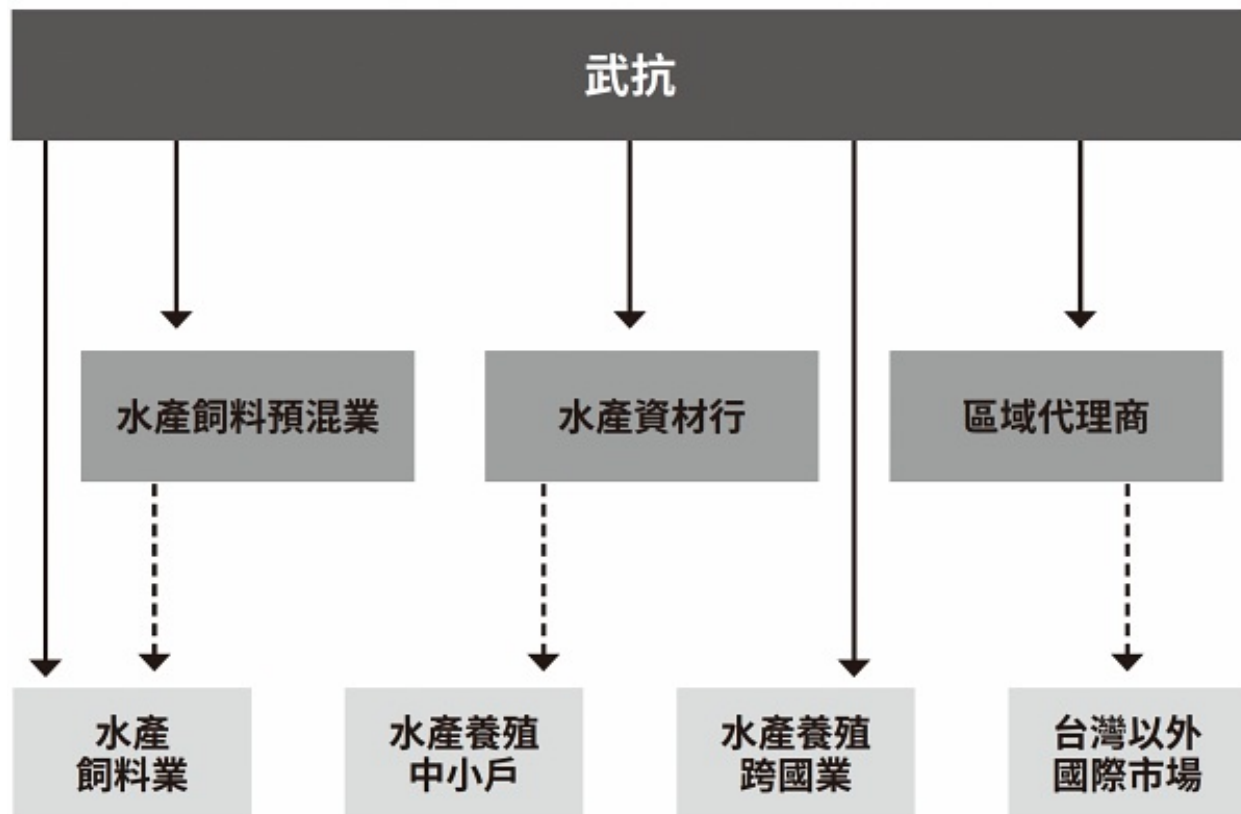 武抗
水產飼料預混業
水產資材行
區域代理商
水產
飼料業
水產養殖
中小戶
水產養殖
跨國業
台灣以外
國際市場